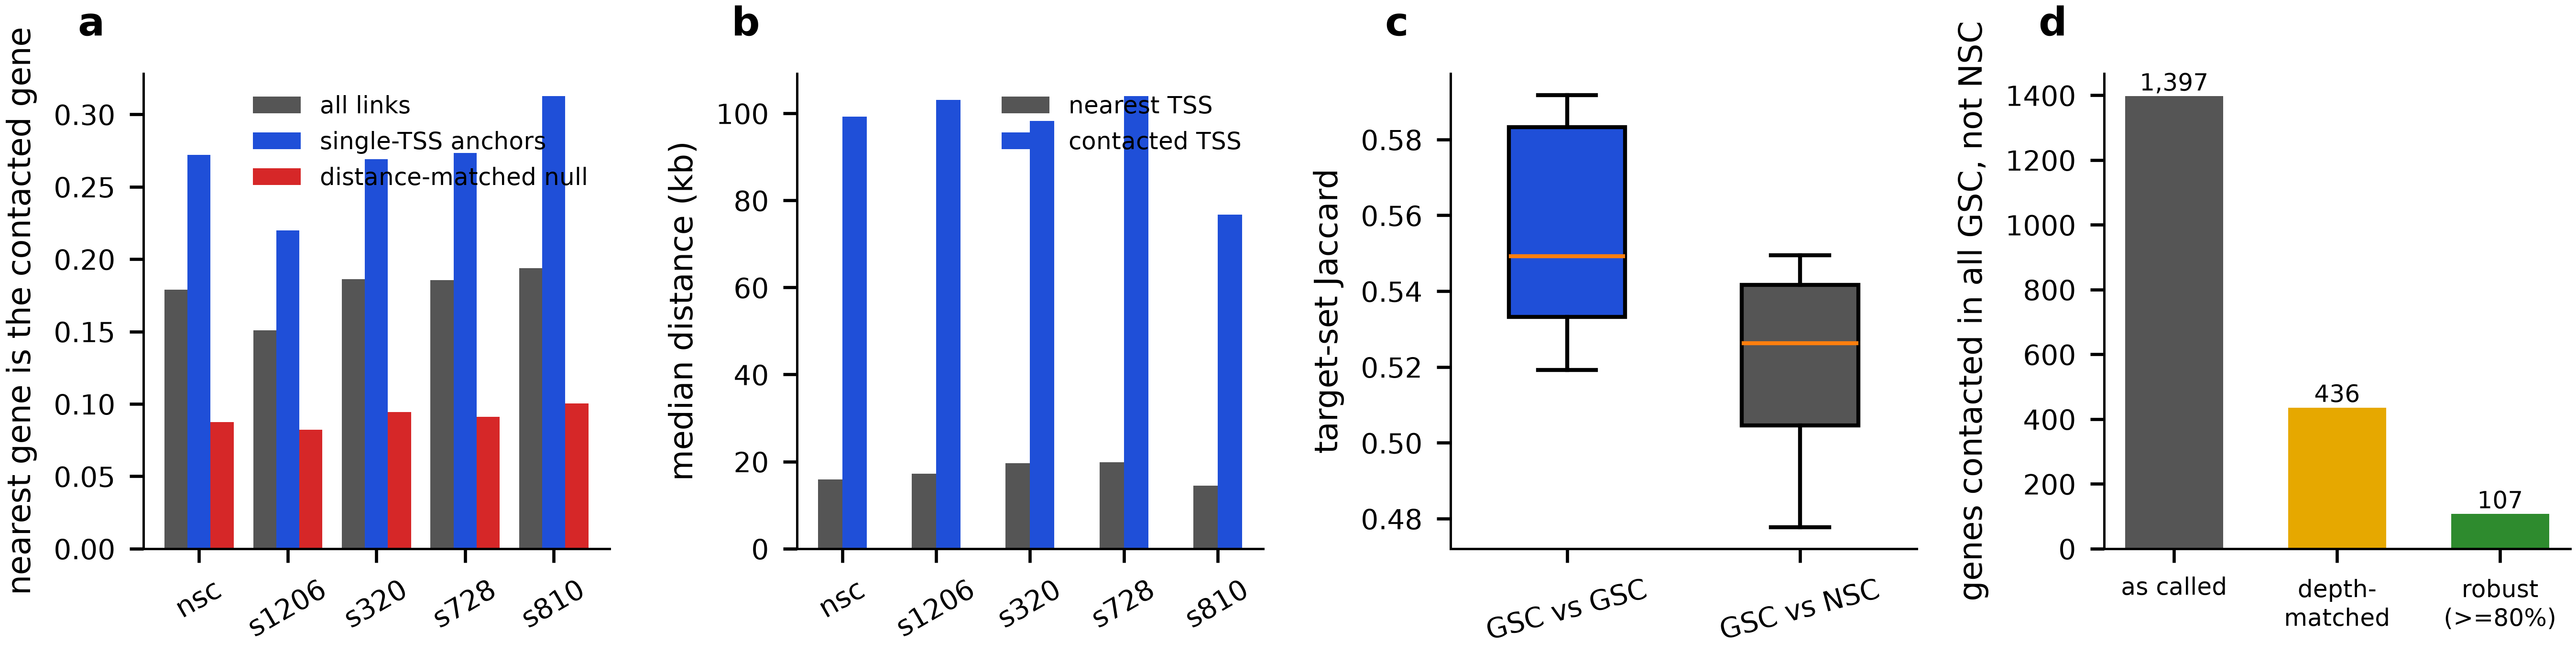 a
nearest gene is the contacted gene
0.30
0.25
0.20
0.15
0.10
0.05
0.00
all links
single-TSS anchors
distance-matched null
nsc
s1206
s320
s728
s810
b
median distance (kb)
100
80
60
40
20
0
nearest TSS
contacted TSS
nsc
s1206
s320
s728
s810
c
target-set Jaccard
0.58
0.56
0.54
0.52
0.50
0.48
GSC vs GSC
GSC vs NSC
d
genes contacted in all GSC, not NSC
1400
1200
1000
800
600
400
200
0
1,397
436
107
as called
depth-
matched
robust
(>=80%)